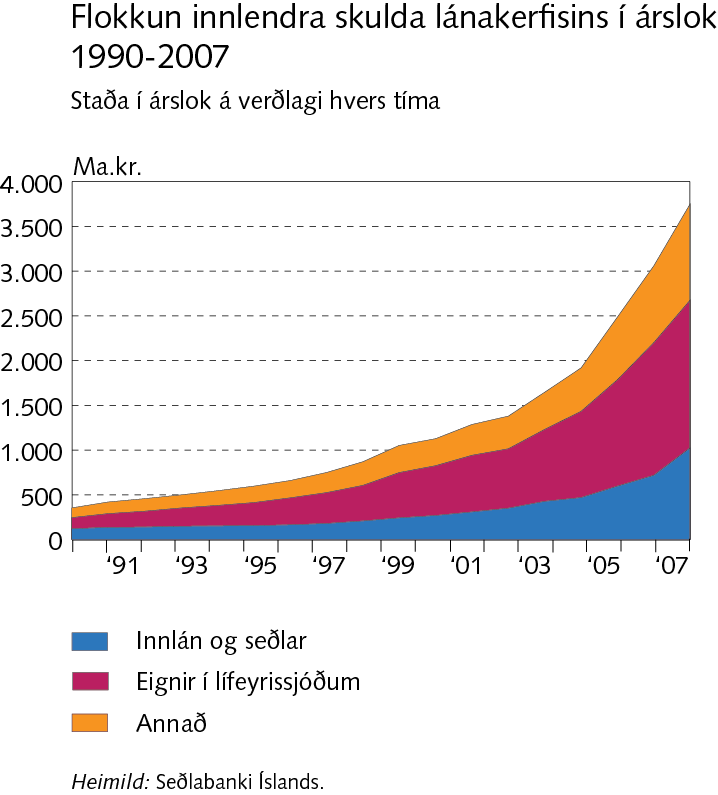 Flokkun innlendra skulda lánakerfisins í árslok
1990-2007
Staða í árslok á verðlagi hvers tíma
Ma.kr.
4.000
3.500
3.000
2.500
2.000
1.500
1.000
500
0
‘91 ‘93 ‘95 ‘97 ‘99 ‘01 ‘03 ‘05 ‘07
Innlán og seðlar
Eignir í lífeyrissjóðum
Annað
Heimild: Seðlabanki Íslands.